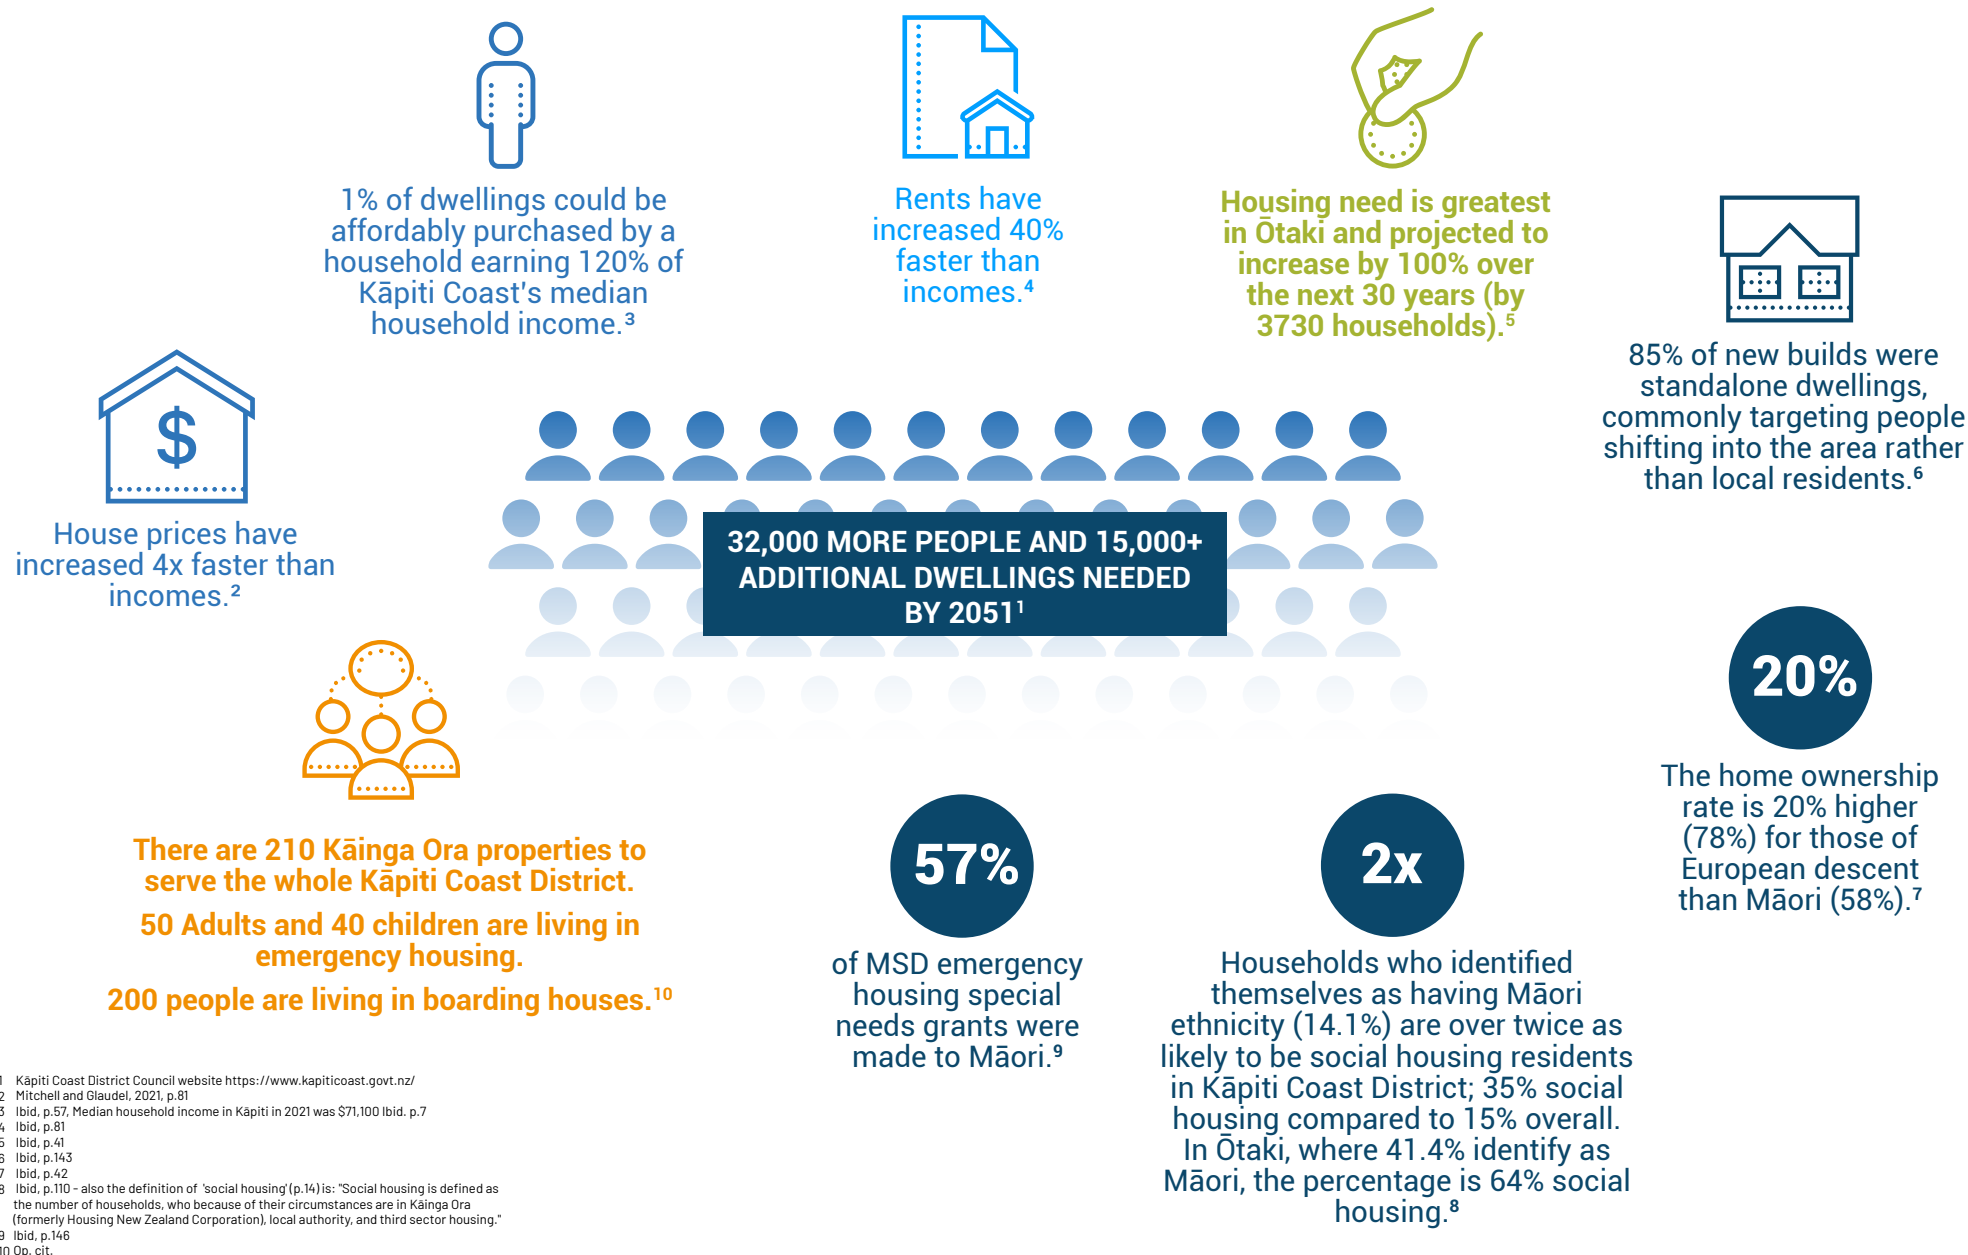 1% of dwellings could be
affordably purchased by a
household earning 120% of
Kāpiti Coast's median
household income.³
Rents have
increased 40%
faster than
incomes.⁴
Housing need is greatest
in Ōtaki and projected to
increase by 100% over
the next 30 years (by
3730 households).⁵
85% of new builds were
standalone dwellings,
commonly targeting people
shifting into the area rather
than local residents.⁶
$
House prices have
increased 4x faster than
incomes.²
32,000 MORE PEOPLE AND 15,000+
ADDITIONAL DWELLINGS NEEDED
BY 2051¹
20%
The home ownership
rate is 20% higher
(78%) for those of
European descent
than Māori (58%).⁷
There are 210 Kāinga Ora properties to
serve the whole Kāpiti Coast District.
50 Adults and 40 children are living in
emergency housing.
200 people are living in boarding houses.¹⁰
57%
of MSD emergency
housing special
needs grants were
made to Māori.⁹
2x
Households who identified
themselves as having Māori
ethnicity (14.1%) are over twice as
likely to be social housing residents
in Kāpiti Coast District; 35% social
housing compared to 15% overall.
In Ōtaki, where 41.4% identify as
Māori, the percentage is 64% social
housing.⁸
1 Kāpiti Coast District Council website https://www.kapiticoast.govt.nz/
2 Mitchell and Glaudel, 2021, p.81
3 Ibid, p.57, Median household income in Kāpiti in 2021 was $71,100 Ibid. p.7
4 Ibid, p.81
5 Ibid, p.41
6 Ibid, p.143
7 Ibid, p.42
8 Ibid, p.110 - also the definition of 'social housing' (p.14) is: "Social housing is defined as
the number of households, who because of their circumstances are in Kāinga Ora
(formerly Housing New Zealand Corporation), local authority, and third sector housing."
9 Ibid, p.146
10 Op. cit.